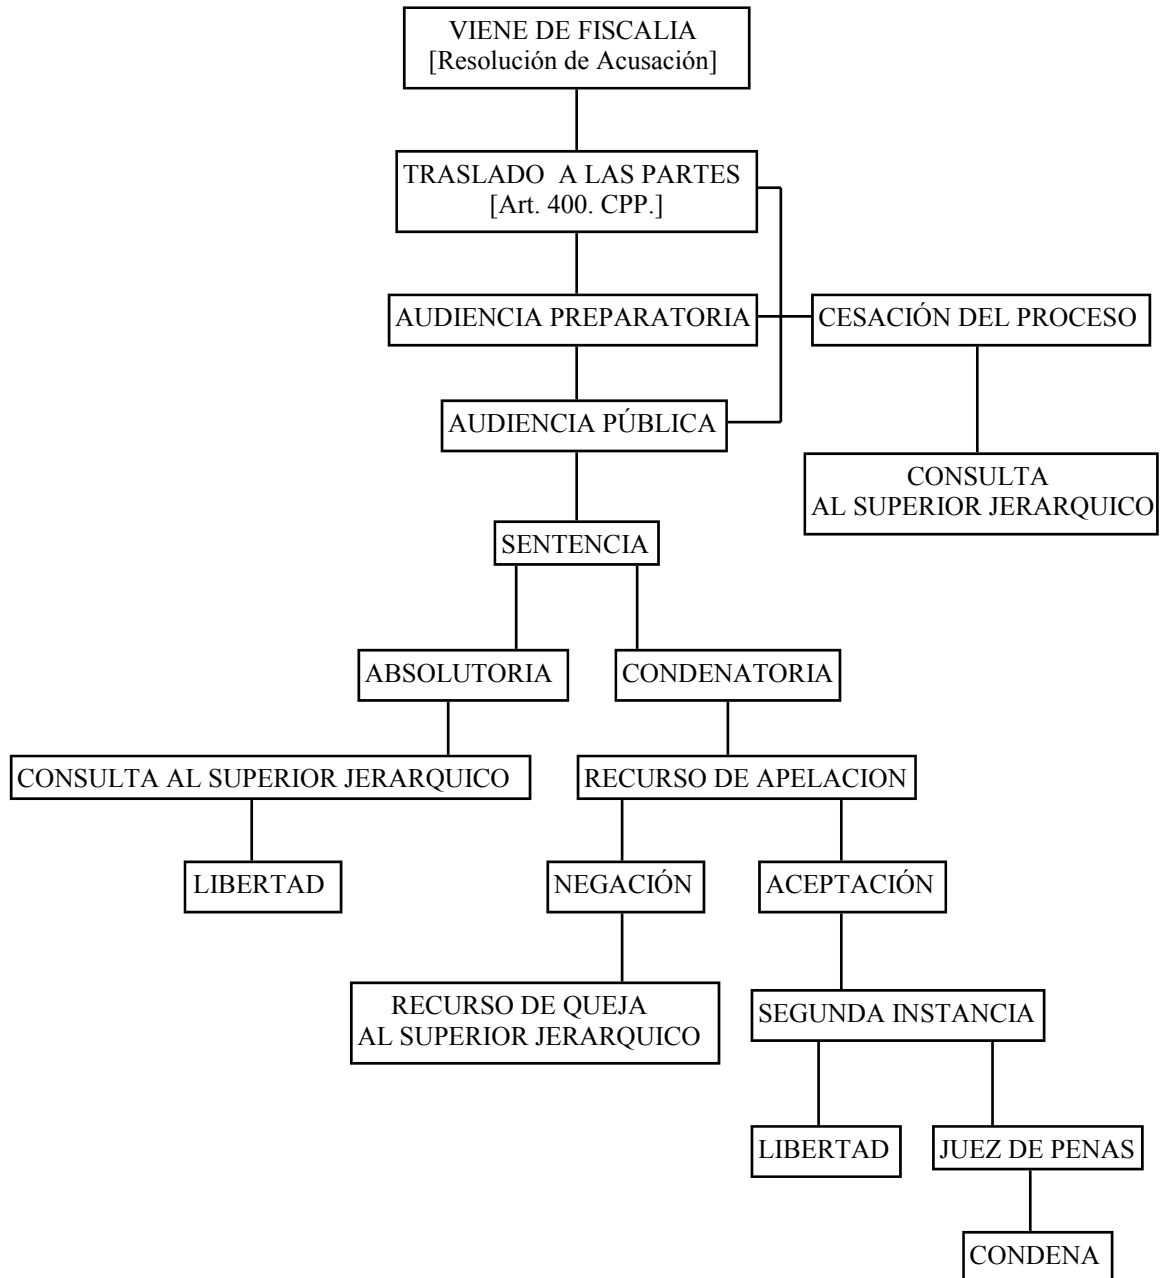 VIENE DE FISCALIA
[Resolución de Acusación]
TRASLADO A LAS PARTES
[Art. 400. CPP.]
AUDIENCIA PREPARATORIA
CESACIÓN DEL PROCESO
AUDIENCIA PÚBLICA
CONSULTA
AL SUPERIOR JERARQUICO
SENTENCIA
ABSOLUTORIA
CONDENATORIA
CONSULTA AL SUPERIOR JERARQUICO
RECURSO DE APELACION
LIBERTAD
NEGACIÓN
ACEPTACIÓN
RECURSO DE QUEJA
AL SUPERIOR JERARQUICO
SEGUNDA INSTANCIA
LIBERTAD
JUEZ DE PENAS
CONDENA